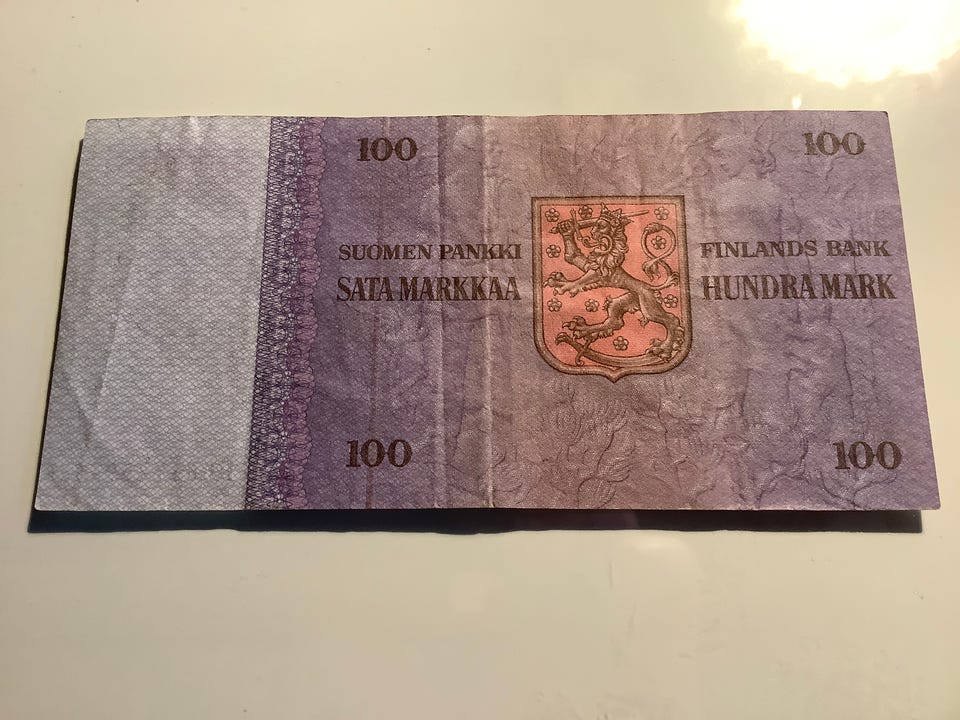 100
100
SUOMEN PANKKI
SATA MARKKAA
FINLANDS BANK
HUNDRA MARK
100
100